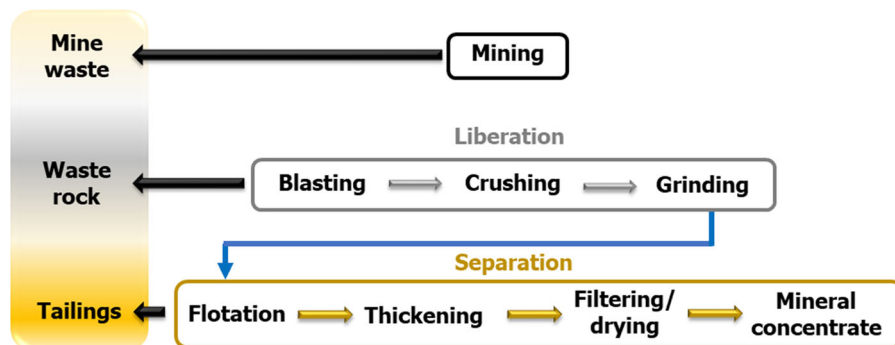 Mine
waste
Mining
Liberation
Waste
rock
Blasting
Crushing
Grinding
Separation
Tailings
Flotation
Thickening
Filtering/
drying
Mineral
concentrate